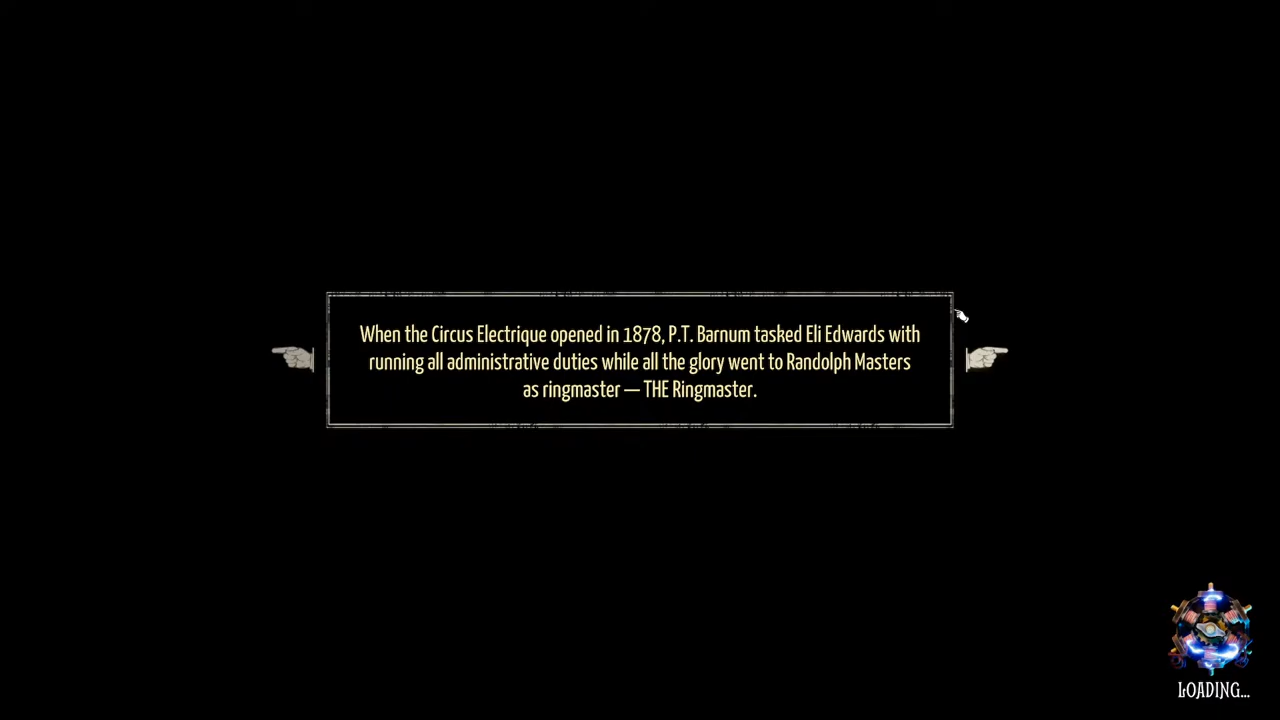 When the Circus Electrique opened in 1878, P.T. Barnum tasked Eli Edwards with
running all administrative duties while all the glory went to Randolph Masters
as ringmaster — THE Ringmaster.
LOADING...